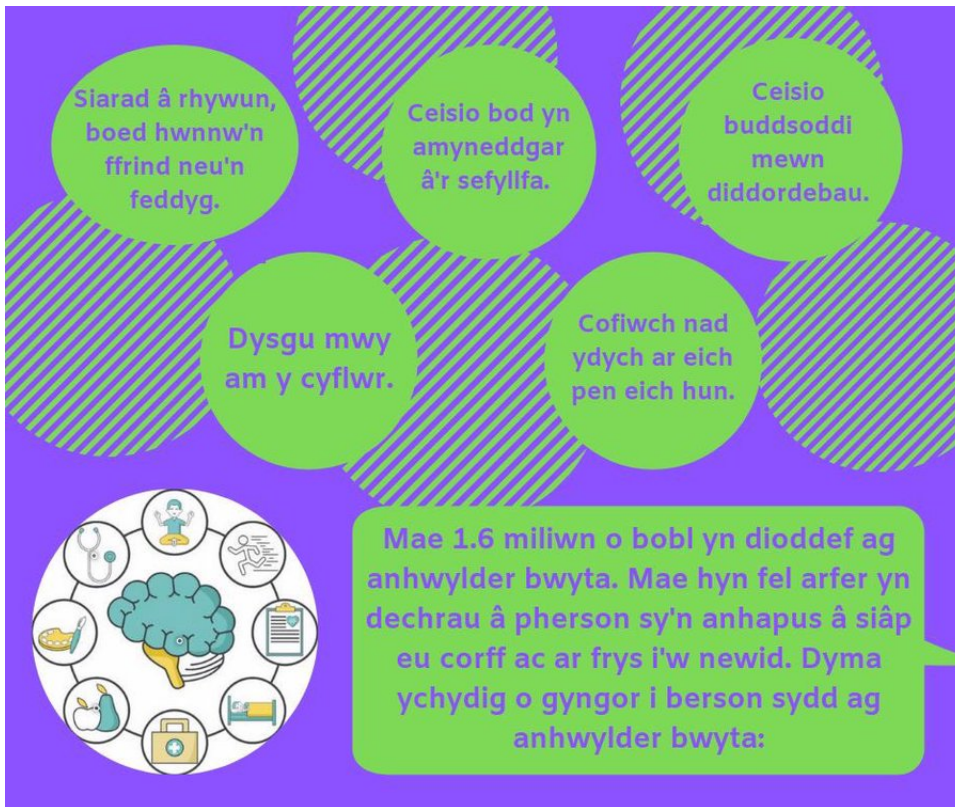 Siarad â rhywun,
boed hwnnw'n
ffrind neu'n
feddyg.
Ceisio bod yn
amyneddgar
â'r sefyllfa.
Ceisio
buddsoddi
mewn
diddordebau.
Dysgu mwy
am y cyflwr.
Cofiwch nad
ydych ar eich
pen eich hun.
Mae 1.6 miliwn o bobl yn dioddef ag
anhwylder bwyta. Mae hyn fel arfer yn
dechrau â pherson sy'n anhapus â siâp
eu corff ac ar frys i'w newid. Dyma
ychydig o gyngor i berson sydd ag
anhwylder bwyta: